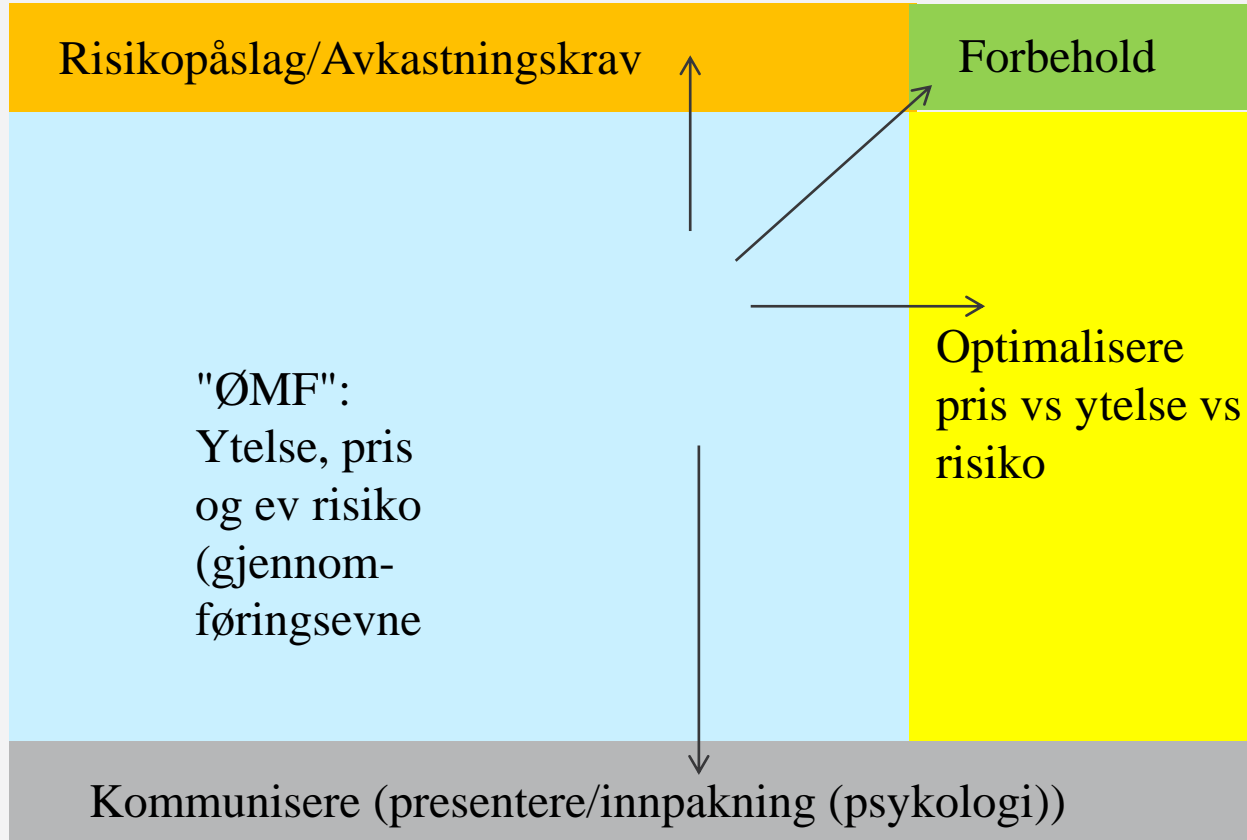 Risikopåslag/Avkastningskrav
Forbehold
"ØMF":
Ytelse, pris
og ev risiko
(gjennom-
føringsevne
Optimalisere
pris vs ytelse vs
risiko
Kommunisere (presentere/innpakning (psykologi))